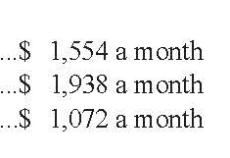 ...$ 1,554 a month
...$ 1,938 a month
...$ 1,072 a month